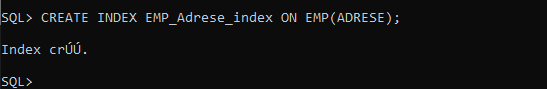 SQL> CREATE INDEX EMP_Adrese_index ON EMP(ADRESE);
Index crÚÚ.
SQL>